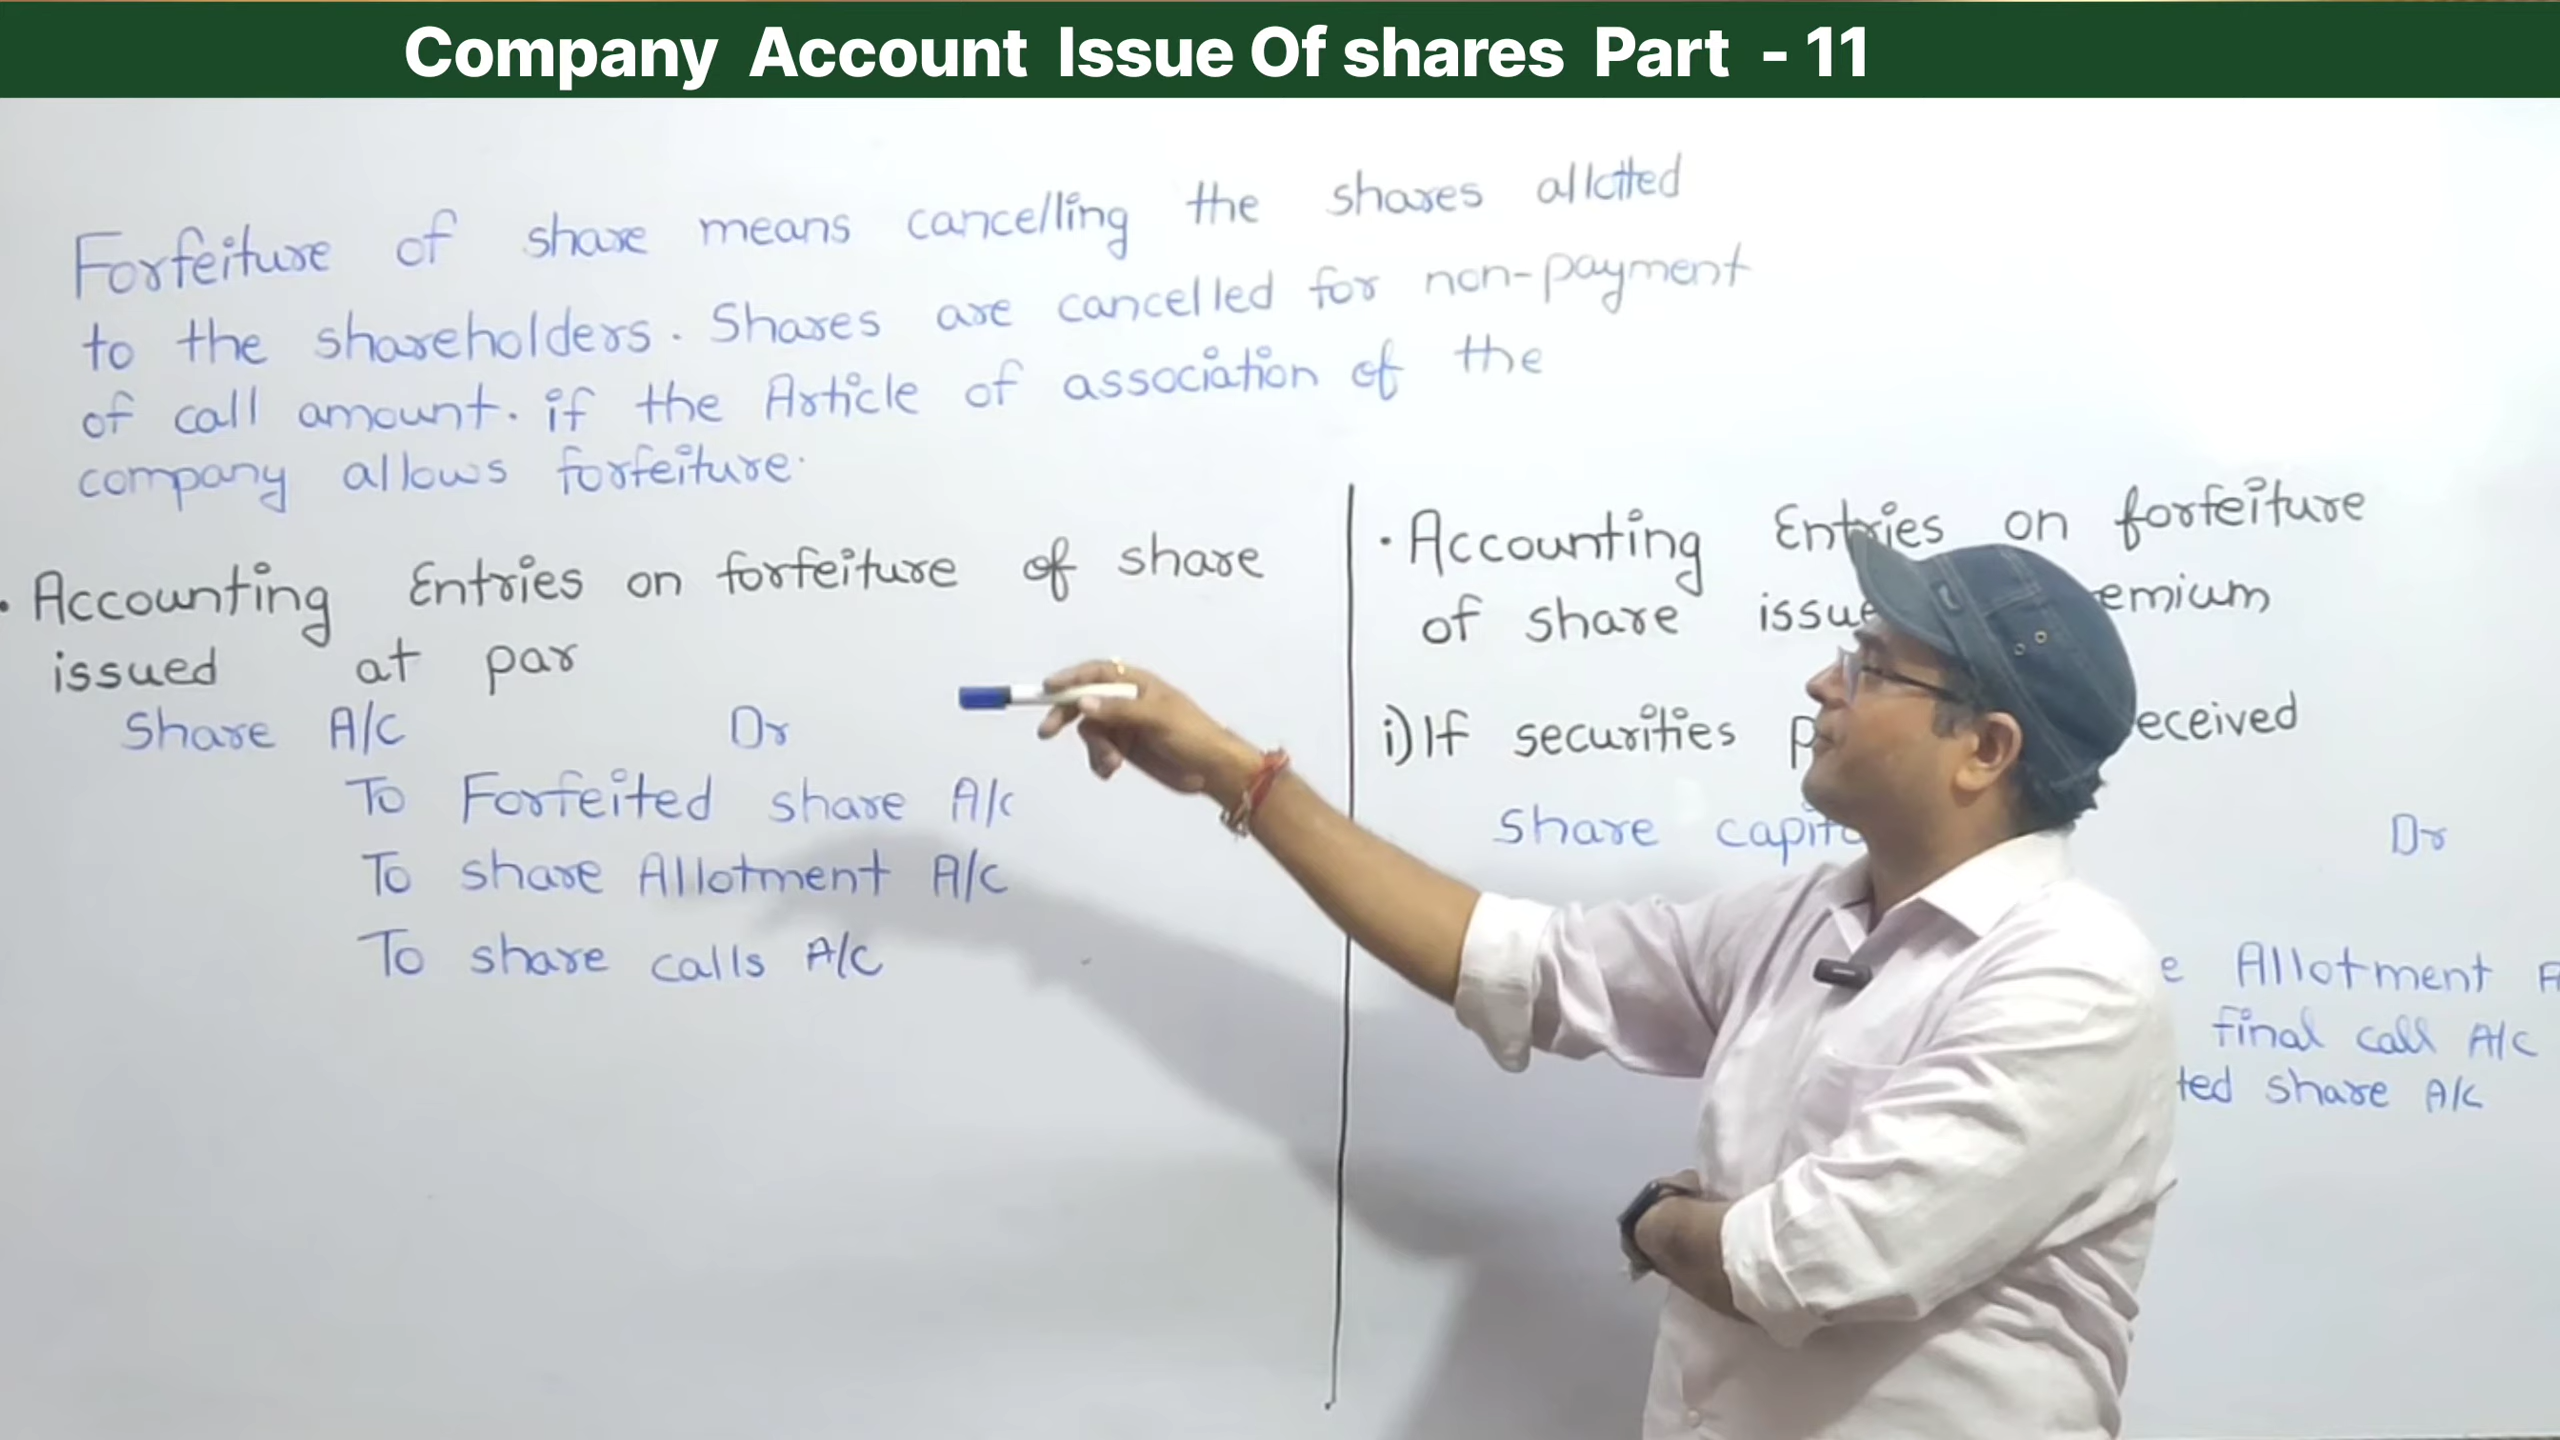 Company Account Issue Of shares Part - 11
Forfeiture of share means cancelling the shares allotted
to the shareholders. Shares are cancelled for non-payment
of call amount. if the Article of association of the
company allows forfeiture.
• Accounting Entries on forfeiture of share
issued at par
Share A/c Dr
To Forfeited share A/c
To share Allotment A/c
To share calls A/c
• Accounting Entries on forfeiture
of share
i) If securities
Share Dr
Allotment
final call A/c
share A/c